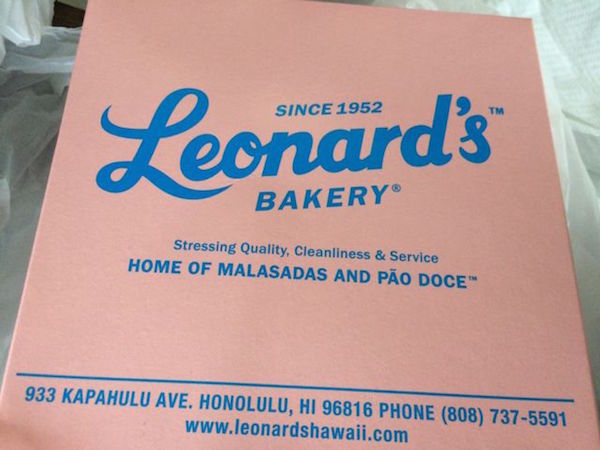 SINCE 1952
Leonard's™
BAKERY®
Stressing Quality, Cleanliness & Service
HOME OF MALASADAS AND PÃO DOCE™
933 KAPAHULU AVE. HONOLULU, HI 96816 PHONE (808) 737-5591
www.leonardshawaii.com